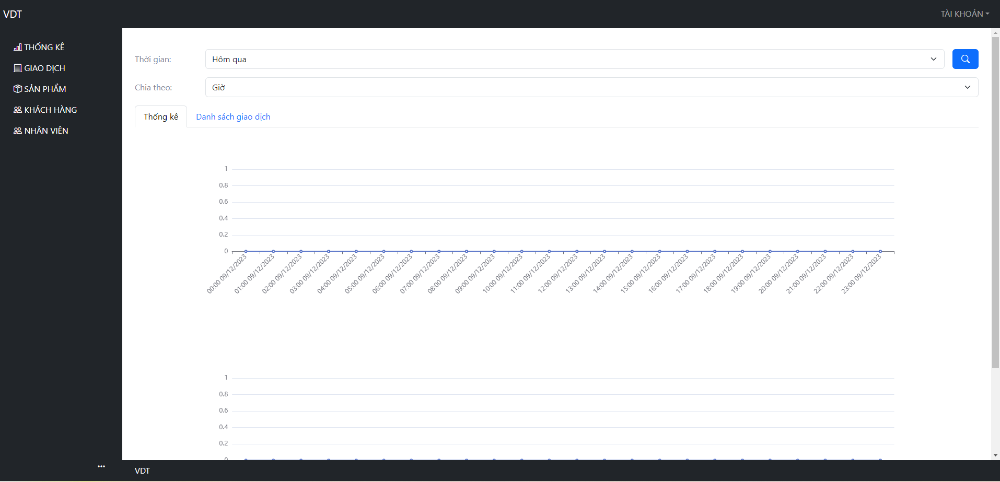 VDT
TÀI KHOẢN
THỐNG KÊ
GIAO DỊCH
SẢN PHẨM
KHÁCH HÀNG
NHÂN VIÊN
Thời gian:
Hôm qua
Chia theo:
Giờ
Thống kê
Danh sách giao dịch
1
0.8
0.6
0.4
0.2
0
00:00 09/12/2023
01:00 09/12/2023
02:00 09/12/2023
03:00 09/12/2023
04:00 09/12/2023
05:00 09/12/2023
06:00 09/12/2023
07:00 09/12/2023
08:00 09/12/2023
09:00 09/12/2023
10:00 09/12/2023
11:00 09/12/2023
12:00 09/12/2023
13:00 09/12/2023
14:00 09/12/2023
15:00 09/12/2023
16:00 09/12/2023
17:00 09/12/2023
18:00 09/12/2023
19:00 09/12/2023
20:00 09/12/2023
21:00 09/12/2023
22:00 09/12/2023
23:00 09/12/2023
1
0.8
0.6
0.4
0.2
0
VDT